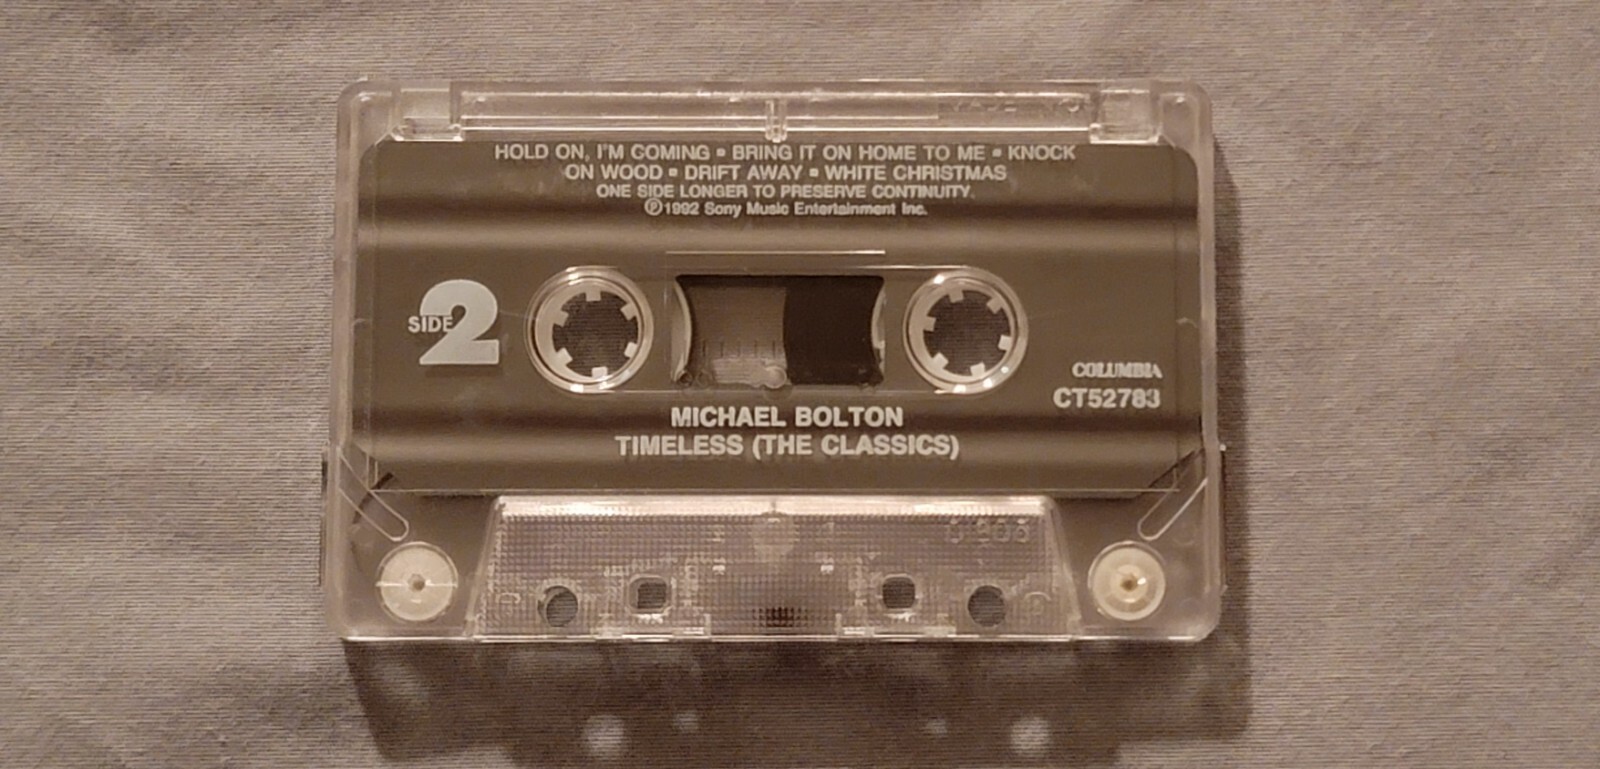 HOLD ON, I'M COMING ▪ BRING IT ON HOME TO ME ▪ KNOCK
ON WOOD ▪ DRIFT AWAY ▪ WHITE CHRISTMAS
ONE SIDE LONGER TO PRESERVE CONTINUITY.
℗1992 Sony Music Entertainment Inc.
SIDE 2
COLUMBIA
CT52783
MICHAEL BOLTON
TIMELESS (THE CLASSICS)